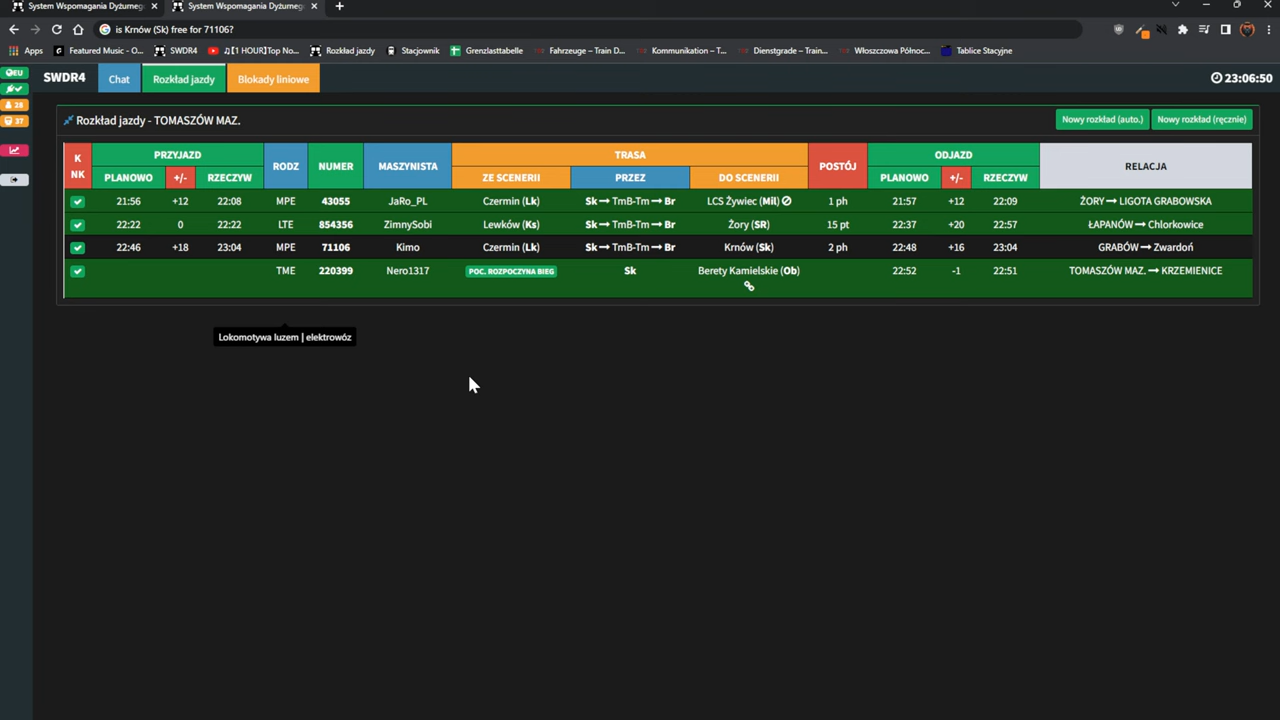 System Wspomagania Dyżurnego
System Wspomagania Dyżurnego
is Krnów (Sk) free for 71106?
Apps
Featured Music - O...
SWDR4
🎶[1 HOUR]Top No...
Rozkład jazdy
Stacjownik
Grenzlasttabelle
Fahrzeuge – Train D...
Kommunikation – T...
Dienstgrade – Train...
Włoszczowa Północ...
Tablice Stacyjne
EU
28
37
SWDR4
Chat
Rozkład jazdy
Blokady liniowe
23:06:50
Rozkład jazdy - TOMASZÓW MAZ.
Nowy rozkład (auto.)
Nowy rozkład (ręcznie)
K NK PRZYJAZD RODZ NUMER MASZYNISTA TRASA POSTÓJ ODJAZD RELACJA
PLANOWO +/- RZECZYW ZE SCENERII PRZEZ DO SCENERII PLANOWO +/- RZECZYW
21:56 +12 22:08 MPE 43055 JaRo_PL Czermin (Lk) Sk → TmB-Tm → Br LCS Żywiec (Mil) 1 ph 21:57 +12 22:09 ŻORY → LIGOTA GRABOWSKA
22:22 0 22:22 LTE 854356 ZimnySobi Lewków (Ks) Sk → TmB-Tm → Br Żory (SR) 15 pt 22:37 +20 22:57 ŁAPANÓW → Chlorkowice
22:46 +18 23:04 MPE 71106 Kimo Czermin (Lk) Sk → TmB-Tm → Br Krnów (Sk) 2 ph 22:48 +16 23:04 GRABÓW → Zwardoń
TME 220399 Nero1317 POC. ROZPOCZYNA BIEG Sk Berety Kamielskie (Ob) 22:52 -1 22:51 TOMASZÓW MAZ. → KRZEMIENICE
Lokomotywa luzem | elektrowóz